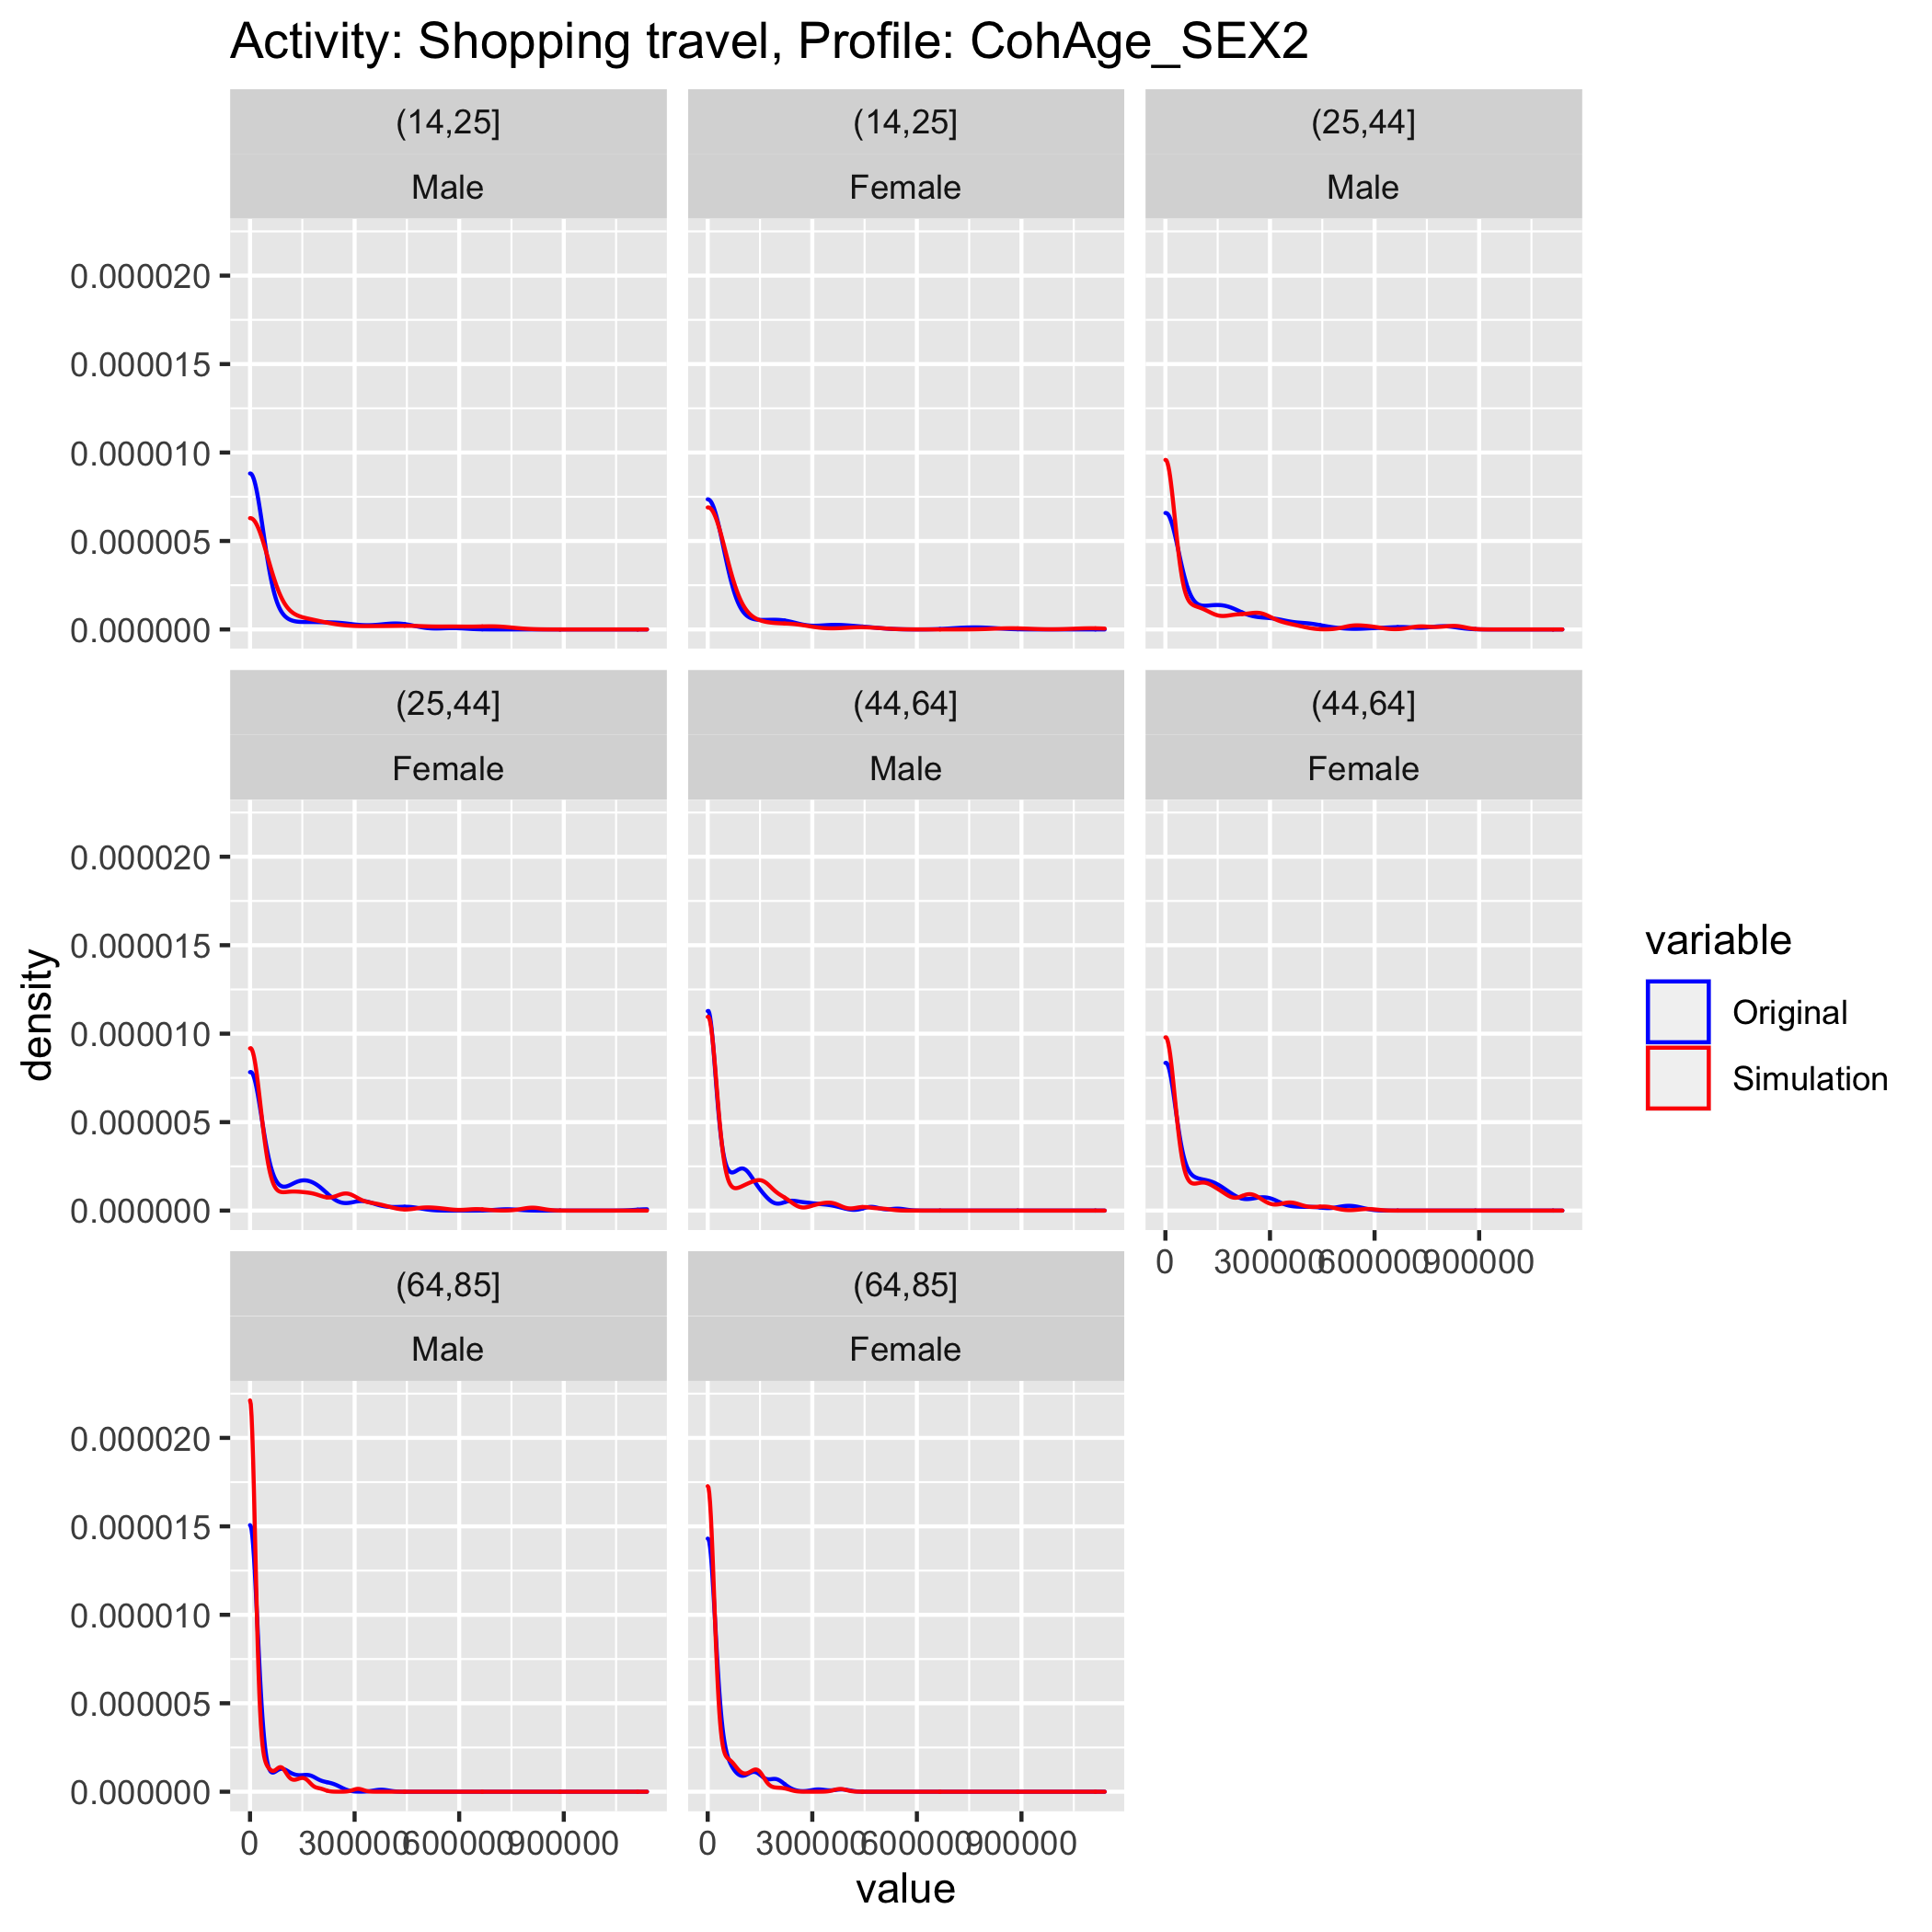 Activity: Shopping travel, Profile: CohAge_SEX2
(14,25]
Male
(14,25]
Female
(25,44]
Male
0.000020
0.000015
0.000010
0.000005
0.000000
(25,44]
Female
(44,64]
Male
(44,64]
Female
0.000020
0.000015
0.000010
0.000005
0.000000
0 300000 600000 900000
(64,85]
Male
(64,85]
Female
0.000020
0.000015
0.000010
0.000005
0.000000
0 300000 600000 900000
0 300000 600000 900000
value
density
variable
Original
Simulation